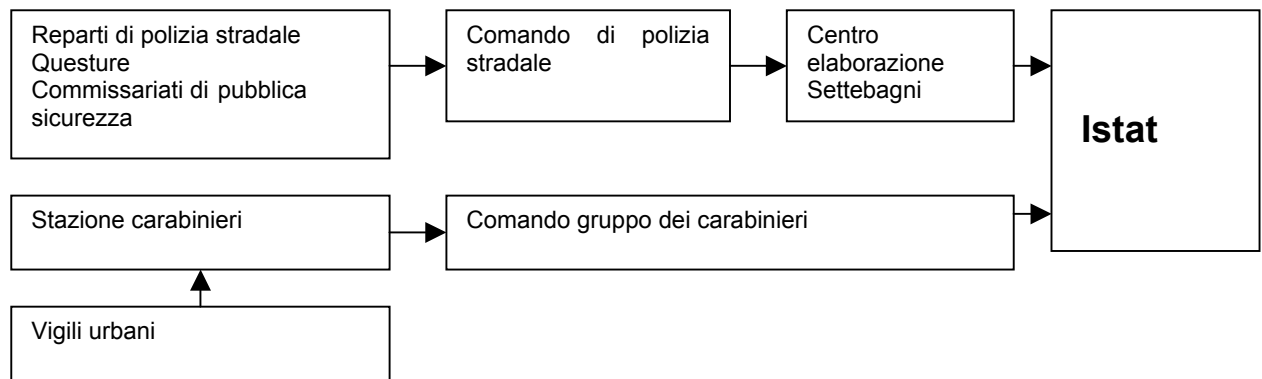 Reparti di polizia stradale
Questure
Commissariati di pubblica
sicurezza
Comando di polizia
stradale
Centro
elaborazione
Settebagni
Istat
Stazione carabinieri
Comando gruppo dei carabinieri
Vigili urbani